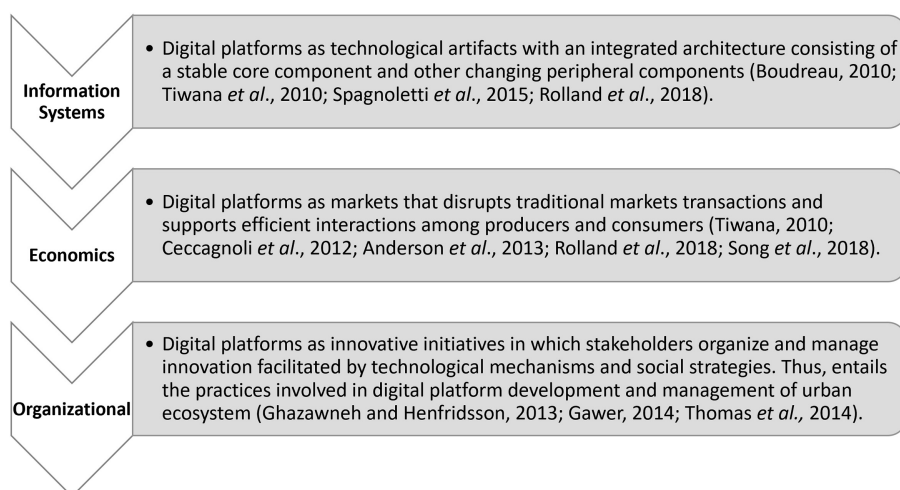 Information
Systems
• Digital platforms as technological artifacts with an integrated architecture consisting of
a stable core component and other changing peripheral components (Boudreau, 2010;
Tiwana et al., 2010; Spagnoletti et al., 2015; Rolland et al., 2018).
Economics
• Digital platforms as markets that disrupts traditional markets transactions and
supports efficient interactions among producers and consumers (Tiwana, 2010;
Ceccagnoli et al., 2012; Anderson et al., 2013; Rolland et al., 2018; Song et al., 2018).
Organizational
• Digital platforms as innovative initiatives in which stakeholders organize and manage
innovation facilitated by technological mechanisms and social strategies. Thus, entails
the practices involved in digital platform development and management of urban
ecosystem (Ghazawneh and Henfridsson, 2013; Gawer, 2014; Thomas et al., 2014).